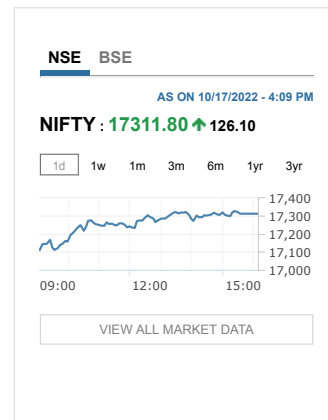 NSE BSE
AS ON 10/17/2022 - 4:09 PM
NIFTY : 17311.80 126.10
1d 1w 1m 3m 6m 1yr 3yr
17,400
17,300
17,200
17,100
17,000
09:00 12:00 15:00
VIEW ALL MARKET DATA